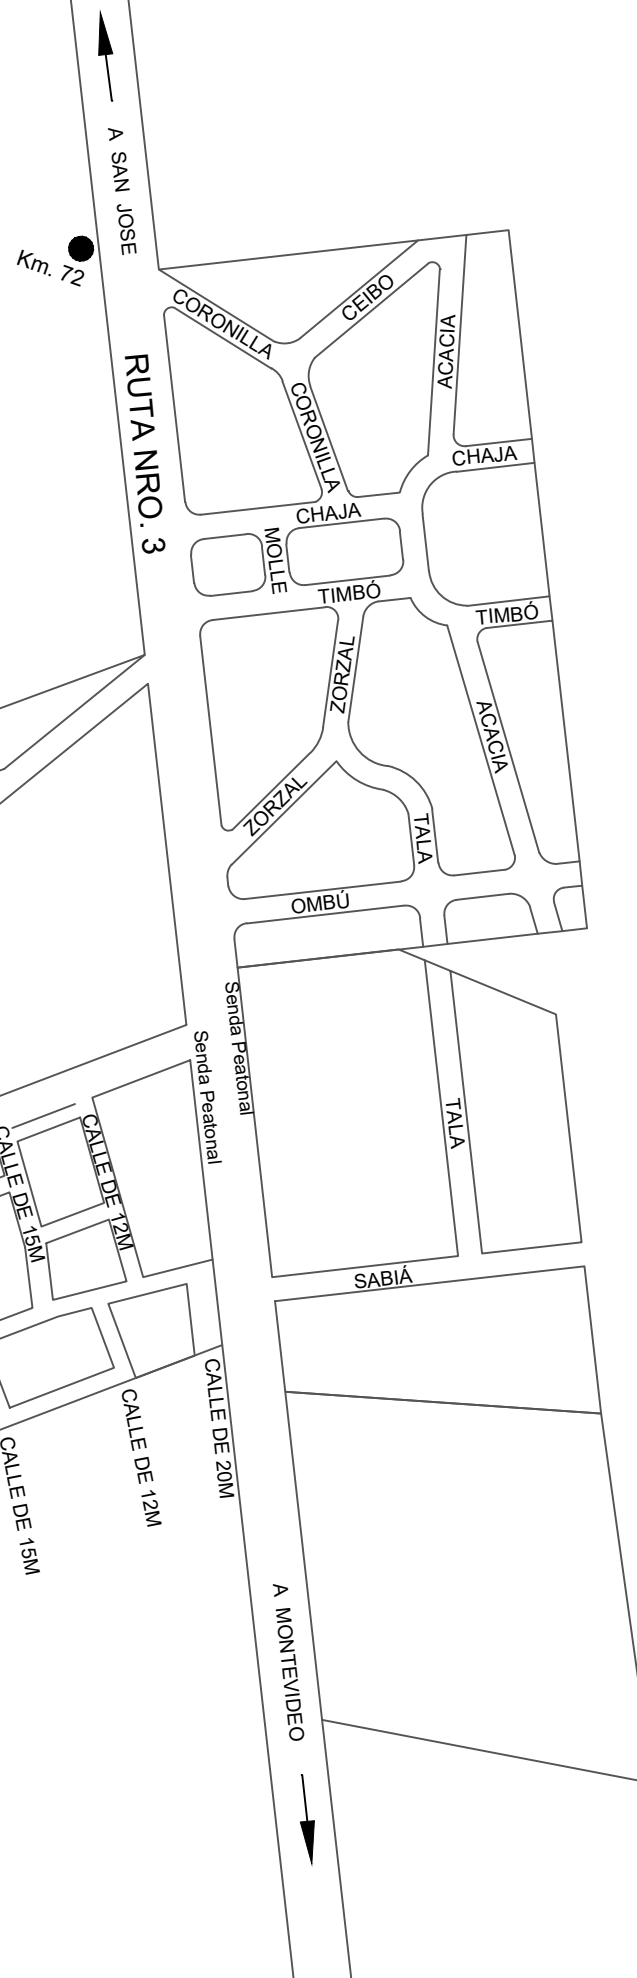 A SAN JOSE
Km. 72
CORONILLA
CEIBO
ACACIA
RUTA NRO. 3
CORONILLA
CHAJA
CHAJA
MOLLE
TIMBÓ
TIMBÓ
ZORZAL
ACACIA
ZORZAL
TALA
OMBÚ
Senda Peatonal
Senda Peatonal
TALA
CALLE DE 15M
CALLE DE 12M
SABIÁ
CALLE DE 20M
CALLE DE 12M
CALLE DE 15M
A MONTEVIDEO